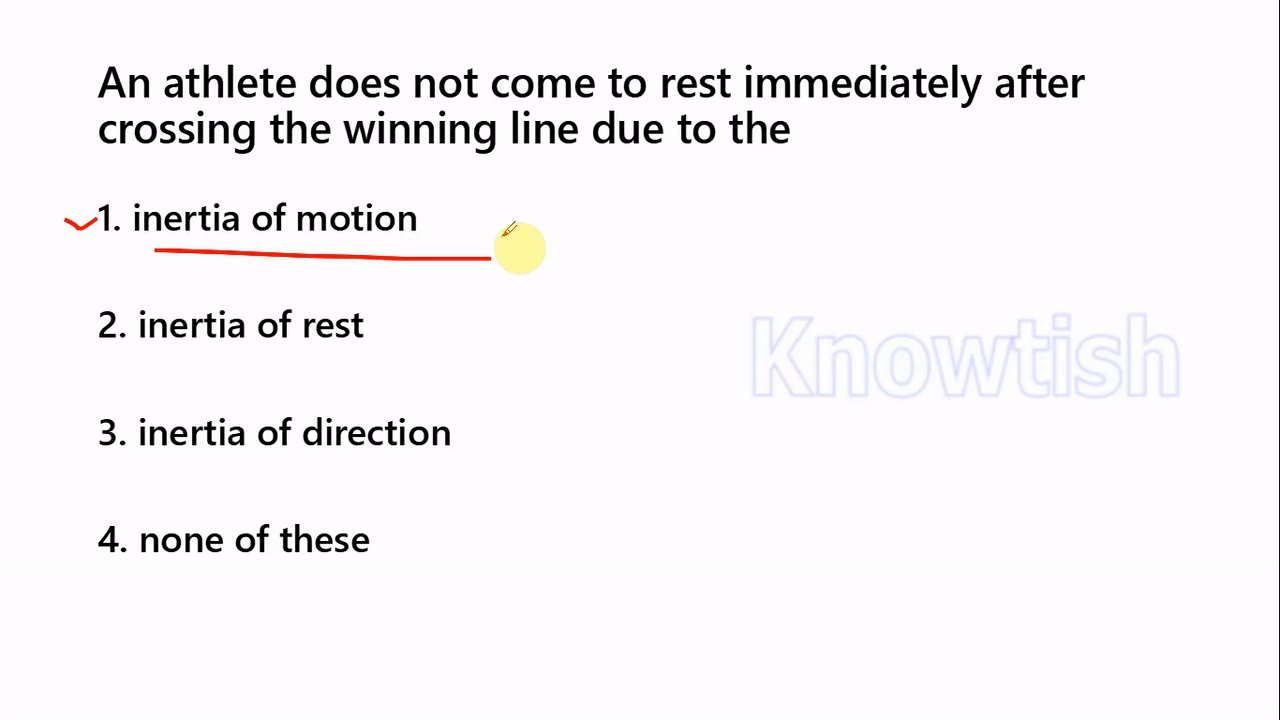 An athlete does not come to rest immediately after
crossing the winning line due to the
1. inertia of motion
2. inertia of rest
Knowtish
3. inertia of direction
4. none of these